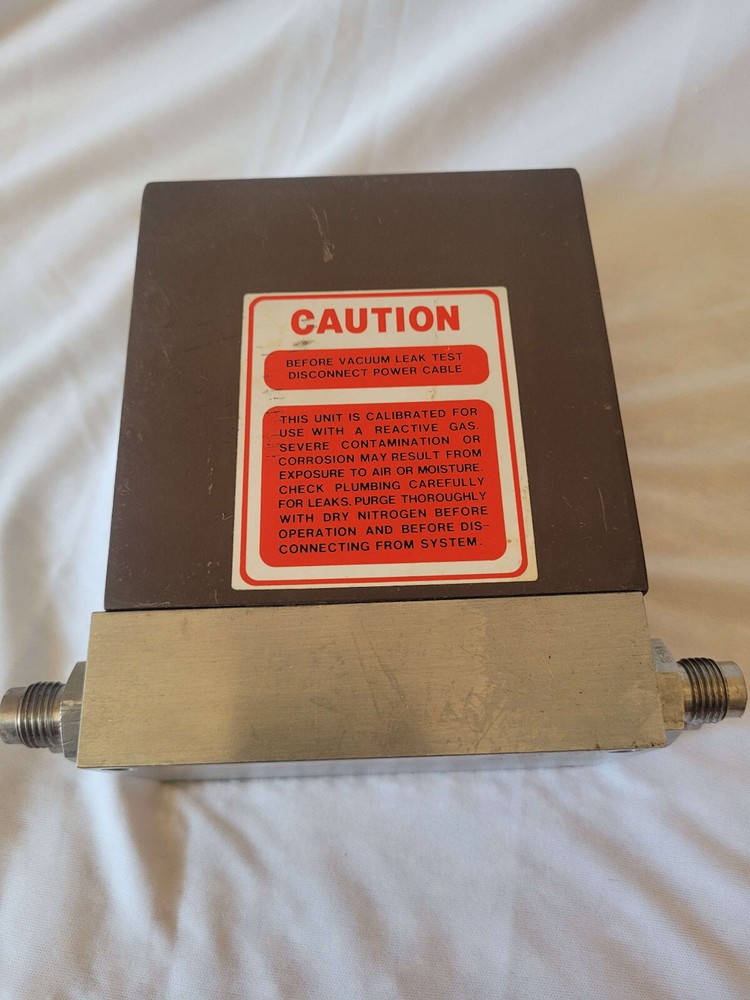 CAUTION
BEFORE VACUUM LEAK TEST
DISCONNECT POWER CABLE
THIS UNIT IS CALIBRATED FOR
USE WITH A REACTIVE GAS.
SEVERE CONTAMINATION OR
CORROSION MAY RESULT FROM
EXPOSURE TO AIR OR MOISTURE.
CHECK PLUMBING CAREFULLY
FOR LEAKS. PURGE THOROUGHLY
WITH DRY NITROGEN BEFORE
OPERATION AND BEFORE DIS-
CONNECTING FROM SYSTEM.